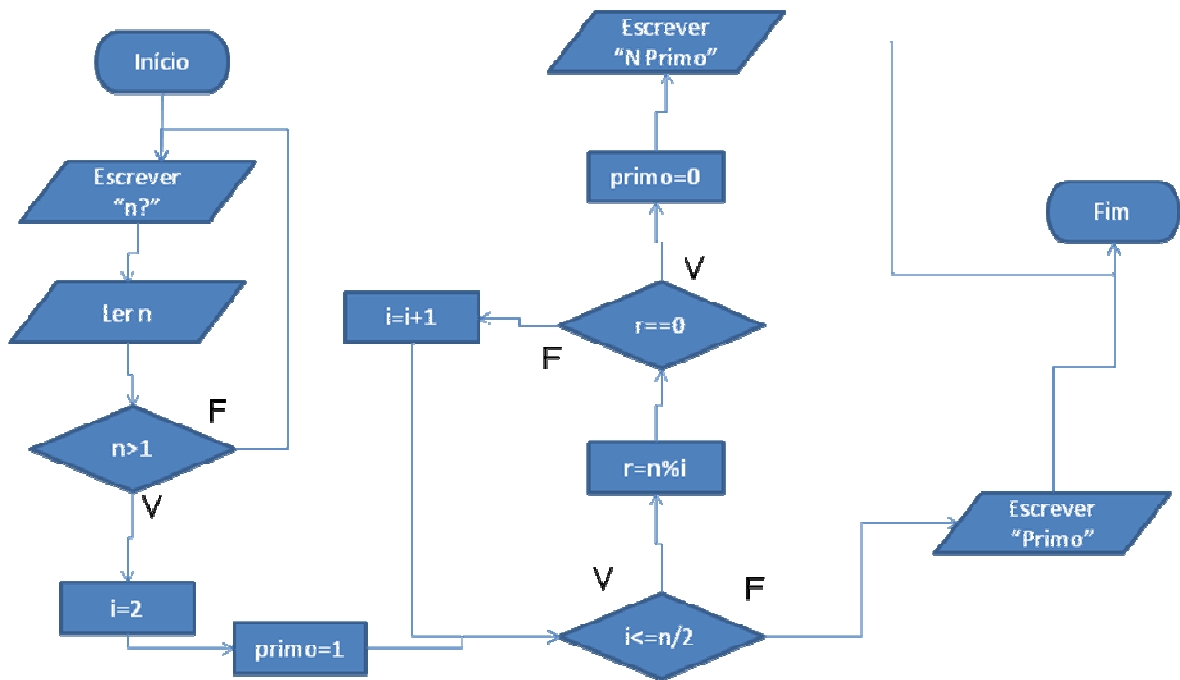 Início
Escrever
“n?”
Ler n
n>1
F
V
i=2
primo=1
i<=n/2
V
F
r=n%i
r==0
F
V
i=i+1
primo=0
Escrever
“N Primo”
Escrever
“Primo”
Fim